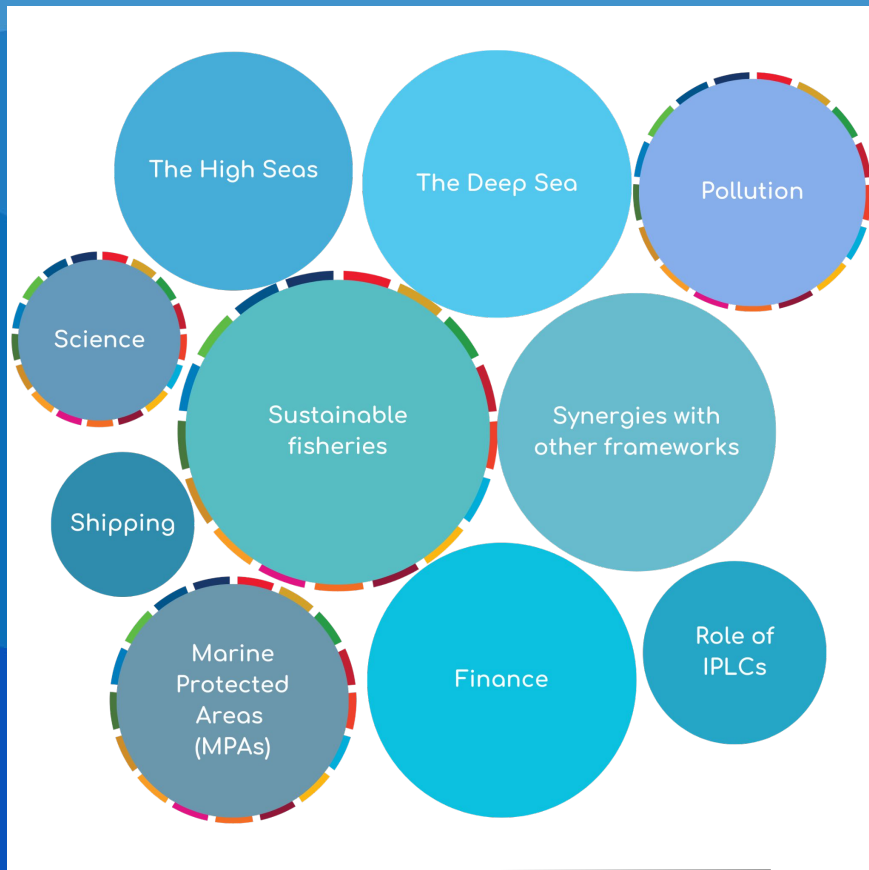 The High Seas
The Deep Sea
Pollution
Science
Sustainable
fisheries
Synergies with
other frameworks
Shipping
Marine
Protected
Areas
(MPAs)
Finance
Role of
IPLCs